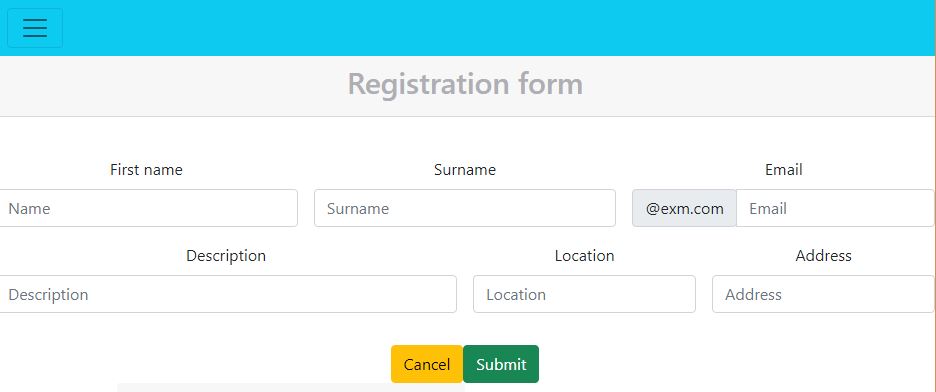 Registration form
First name Surname Email
Name Surname @exm.com Email
Description Location Address
Description Location Address
Cancel Submit